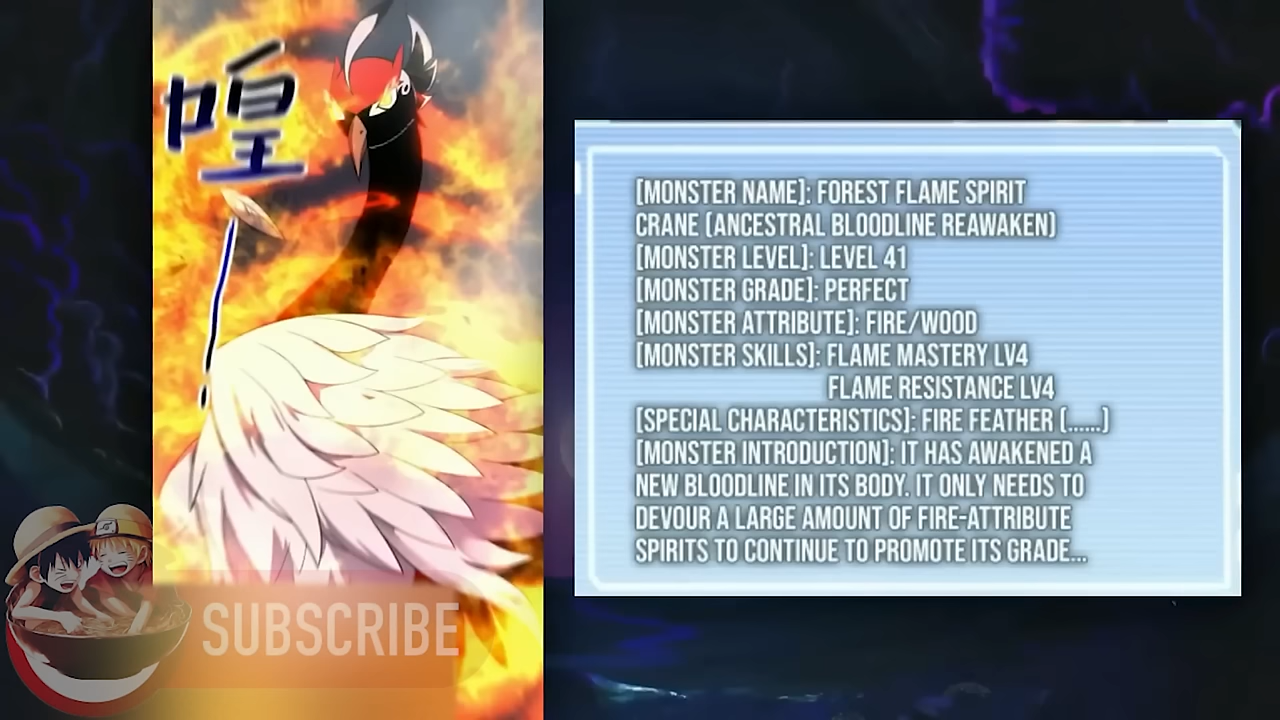 喤
SUBSCRIBE
[MONSTER NAME]: FOREST FLAME SPIRIT
CRANE (ANCESTRAL BLOODLINE REAWAKEN)
[MONSTER LEVEL]: LEVEL 41
[MONSTER GRADE]: PERFECT
[MONSTER ATTRIBUTE]: FIRE/WOOD
[MONSTER SKILLS]: FLAME MASTERY LV4
FLAME RESISTANCE LV4
[SPECIAL CHARACTERISTICS]: FIRE FEATHER (......)
[MONSTER INTRODUCTION]: IT HAS AWAKENED A
NEW BLOODLINE IN ITS BODY. IT ONLY NEEDS TO
DEVOUR A LARGE AMOUNT OF FIRE-ATTRIBUTE
SPIRITS TO CONTINUE TO PROMOTE ITS GRADE...